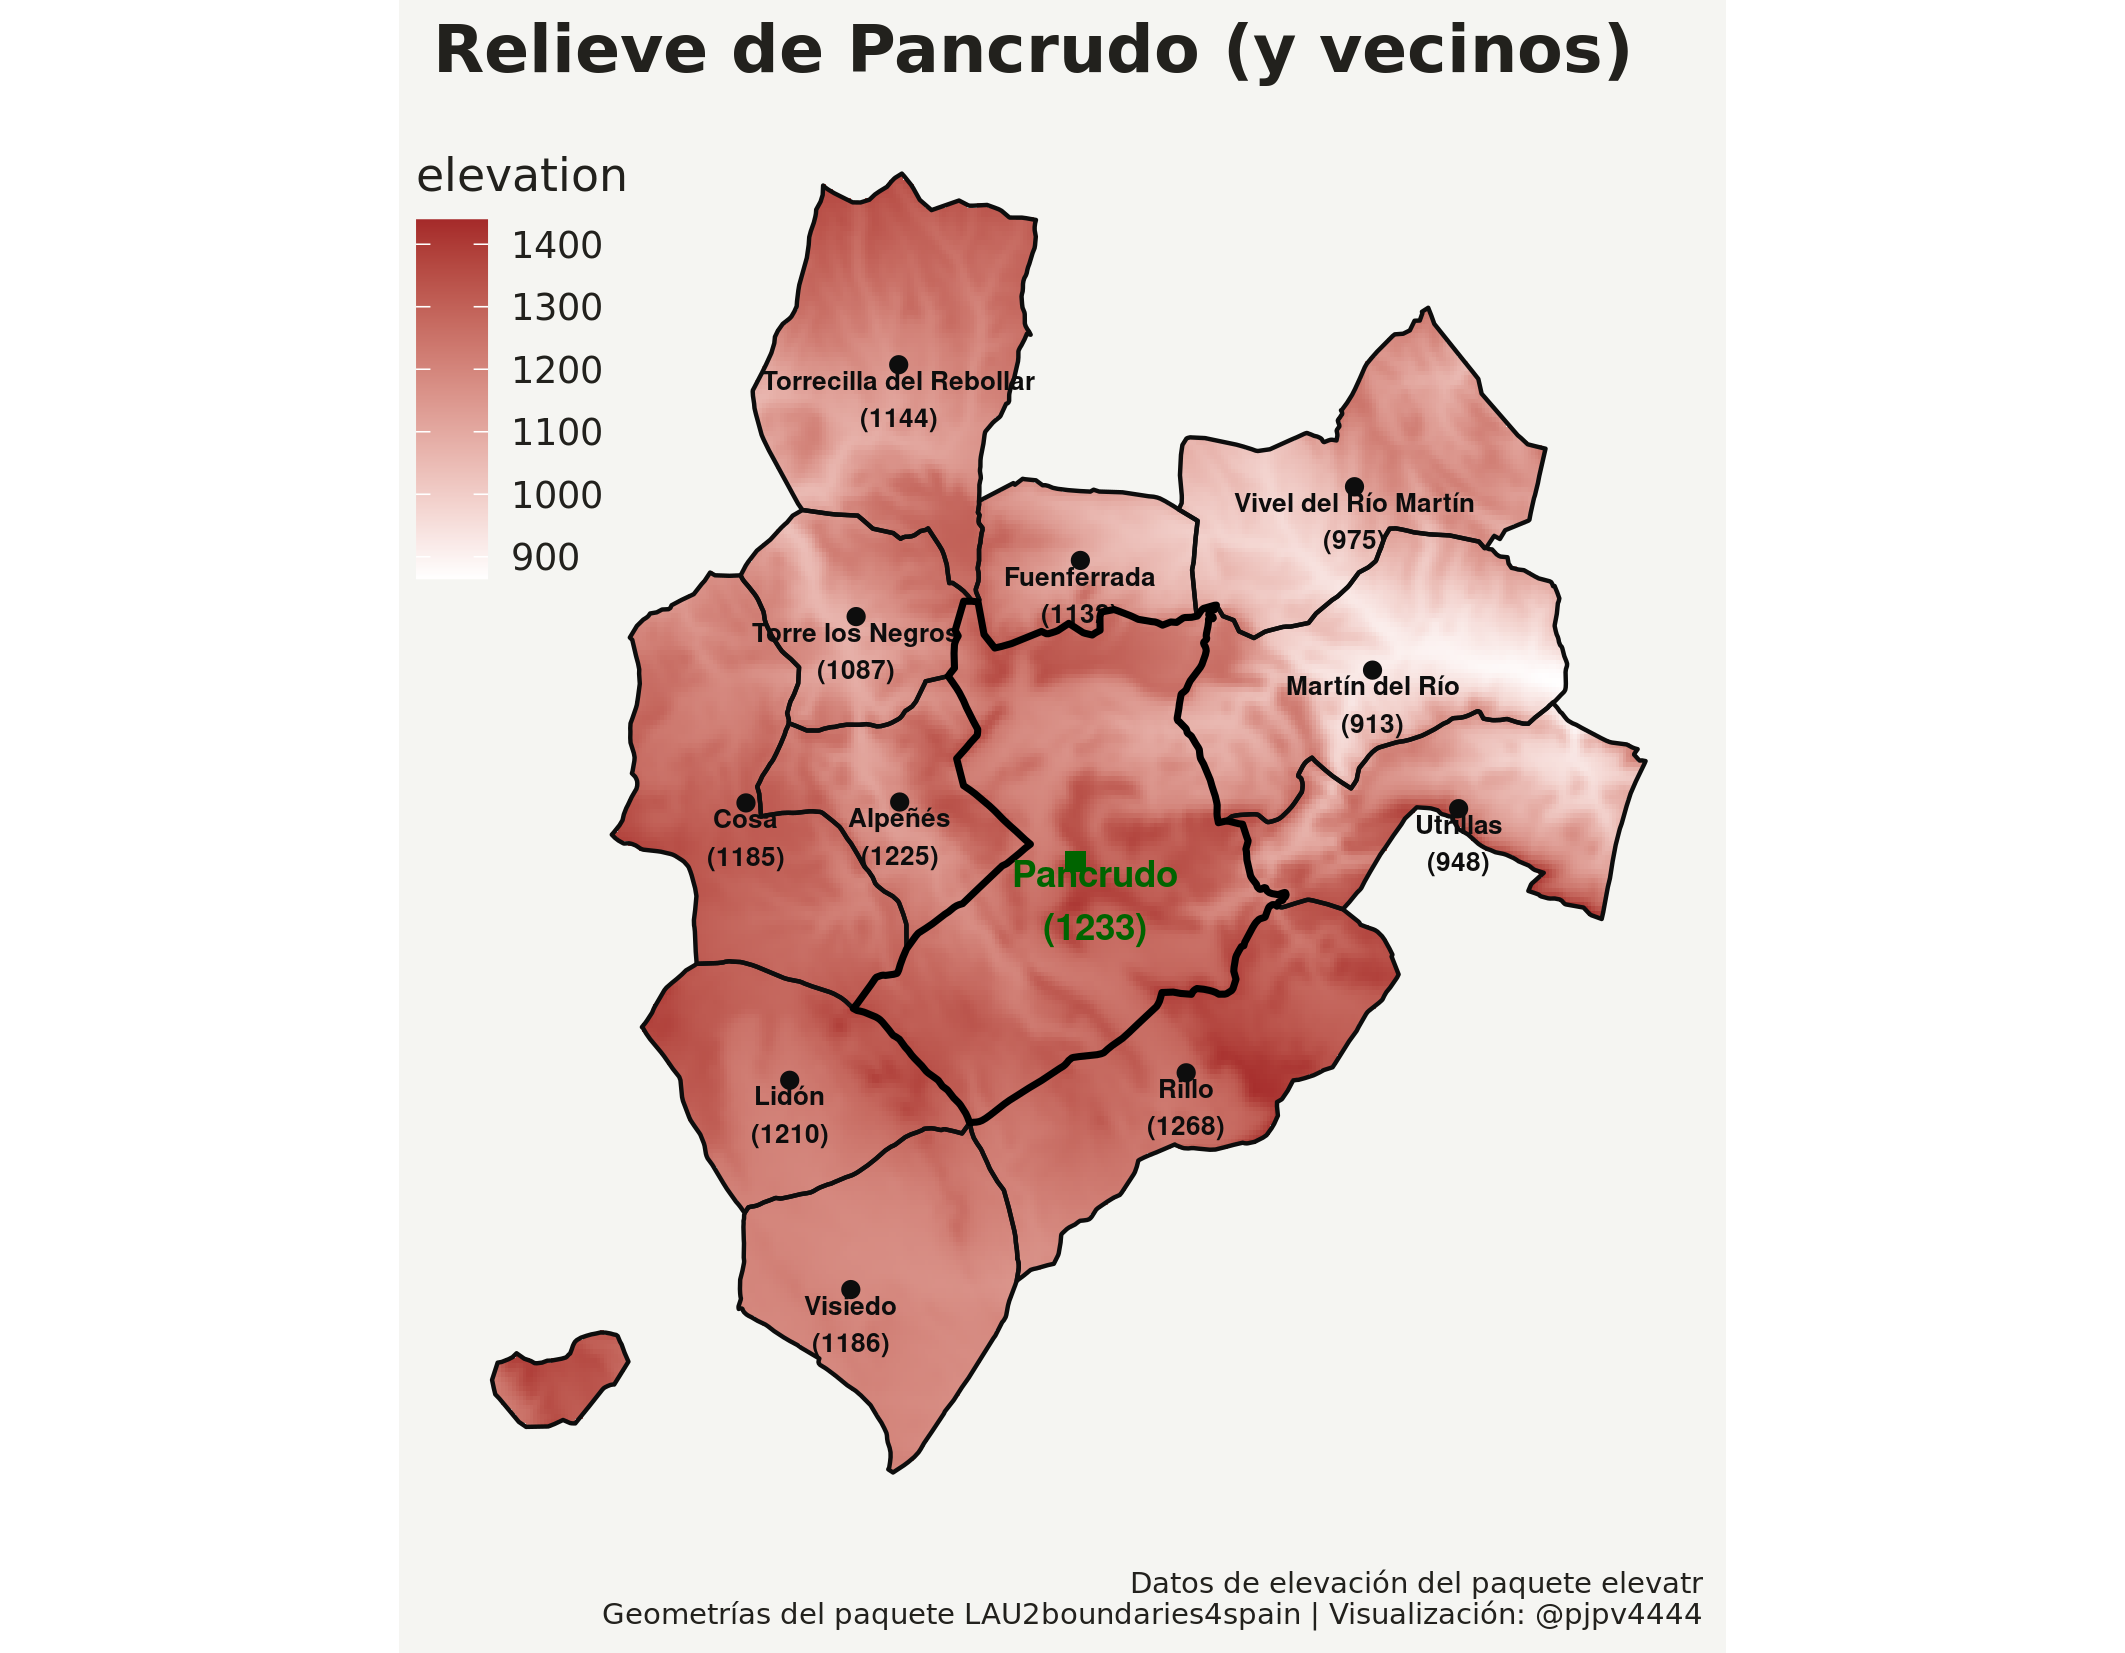 Relieve de Pancrudo (y vecinos)
elevation
1400
1300
1200
1100
1000
900
Torrecilla del Rebollar
(1144)
Vivel del Río Martín
(975)
Fuenferrada
Torre los Negros
(1087)
Martín del Río
(913)
Cosa
(1185)
Alpeñés
(1225)
Utrillas
(948)
Pancrudo
(1233)
Lidón
(1210)
Rillo
(1268)
Visiedo
(1186)
Datos de elevación del paquete elevatr
Geometrías del paquete LAU2boundaries4spain | Visualización: @pjpv4444